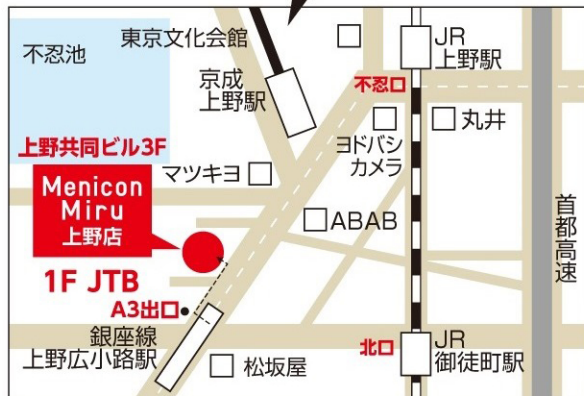 不忍池
東京文化会館
京成
上野駅
JR
上野駅
不忍口
丸井
ヨドバシ
カメラ
上野共同ビル3F
マツキヨ
Menicon
Miru
上野店
ABAB
首都高速
1F JTB
A3出口
銀座線
上野広小路駅
松坂屋
北口
JR
御徒町駅